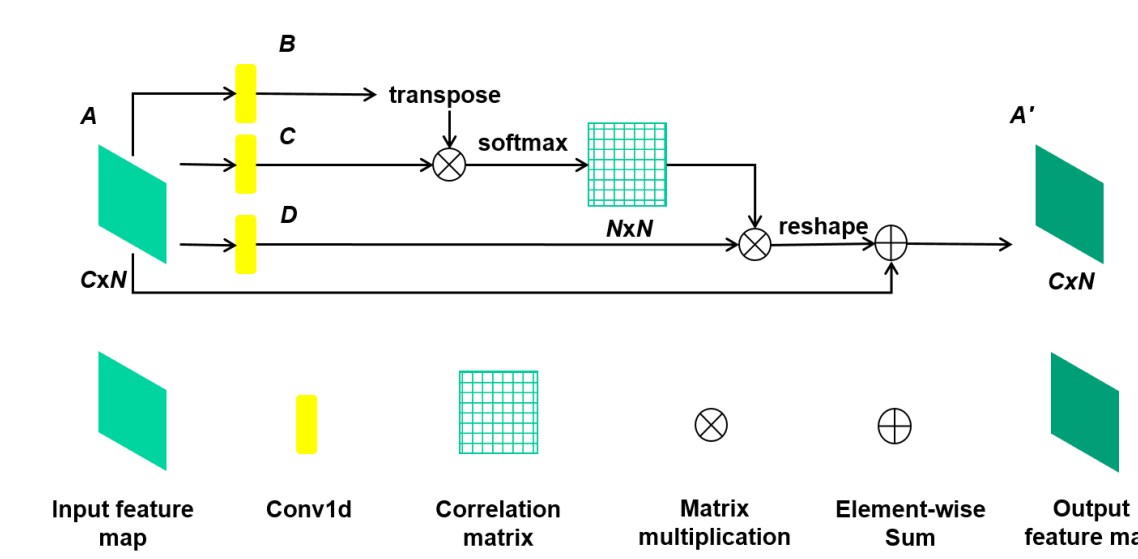 B
transpose
A
C
softmax
A'
D
NxN
reshape
CxN
CxN
Input feature
map
Conv1d
Correlation
matrix
Matrix
multiplication
Element-wise
Sum
Output
feature ma